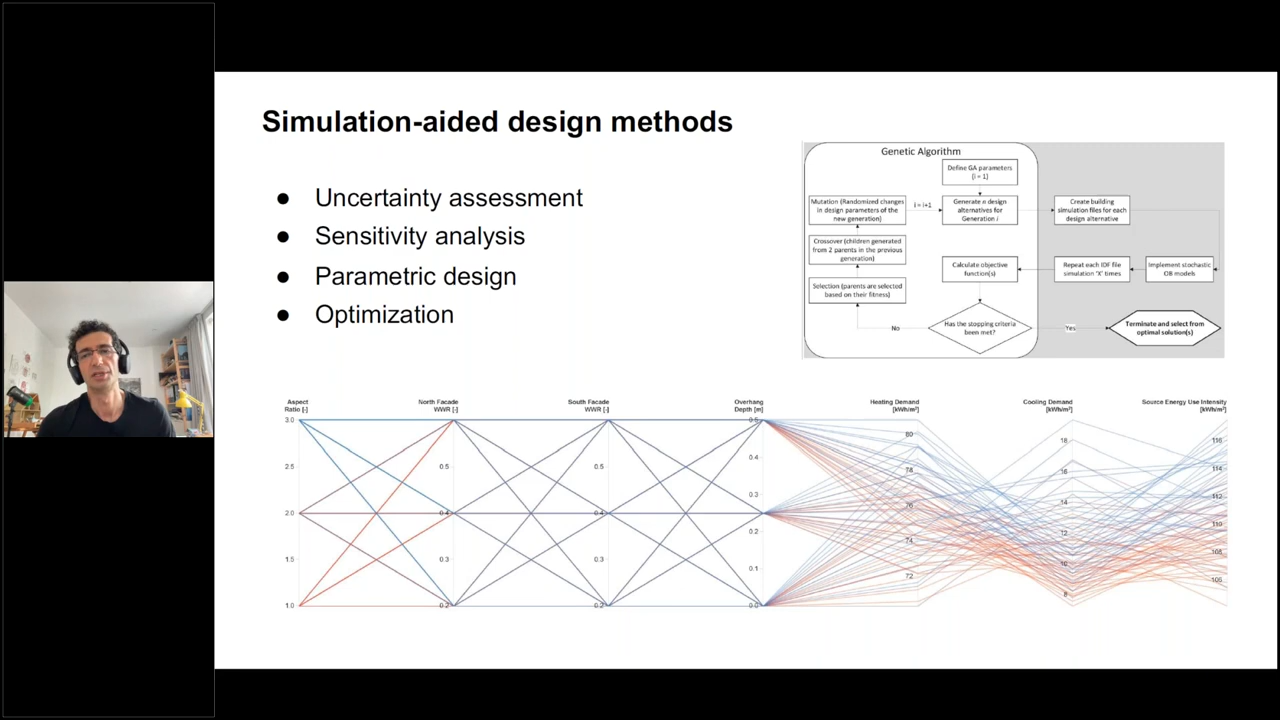 Simulation-aided design methods
● Uncertainty assessment
● Sensitivity analysis
● Parametric design
● Optimization
Genetic Algorithm
Define GA parameters
(i = 1)
Mutation (Randomized changes
in design parameters of the
new generation)
i = i+1
Generate n design
alternatives for
Generation i
Create building
simulation files for each
design alternative
Crossover (children generated
from 2 parents in the previous
generation)
Calculate objective
function(s)
Repeat each IDF file
simulation 'X' times
Implement stochastic
OB models
Selection (parents are selected
based on their fitness)
No
Has the stopping criteria
been met?
Yes
Terminate and select from
optimal solution(s)
Aspect
Ratio [-]
3.0
2.5
2.0
1.5
1.0
North Facade
WWR [-]
0.5
0.4
0.3
0.2
South Facade
WWR [-]
0.5
0.4
0.3
0.2
Overhang
Depth [m]
0.5
0.4
0.3
0.2
0.1
0.0
Heating Demand
[kWh/m²]
80
78
76
74
72
Cooling Demand
[kWh/m²]
18
16
14
12
10
8
Source Energy Use Intensity
[kWh/m²]
116
114
112
110
108
106